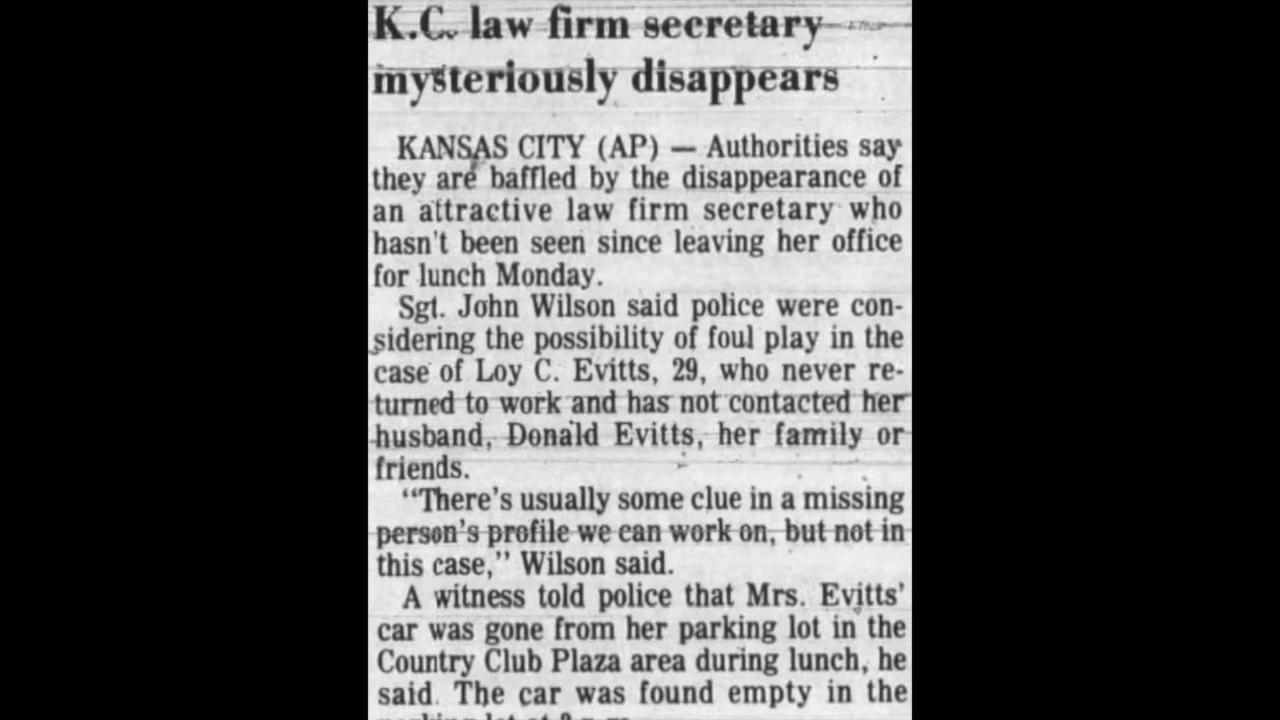 K.C. law firm secretary
mysteriously disappears
KANSAS CITY (AP) — Authorities say
they are baffled by the disappearance of
an attractive law firm secretary who
hasn't been seen since leaving her office
for lunch Monday.
Sgt. John Wilson said police were con-
sidering the possibility of foul play in the
case of Loy C. Evitts, 29, who never re-
turned to work and has not contacted her
husband, Donald Evitts, her family or
friends.
"There's usually some clue in a missing
person's profile we can work on, but not in
this case," Wilson said.
A witness told police that Mrs. Evitts'
car was gone from her parking lot in the
Country Club Plaza area during lunch, he
said. The car was found empty in the